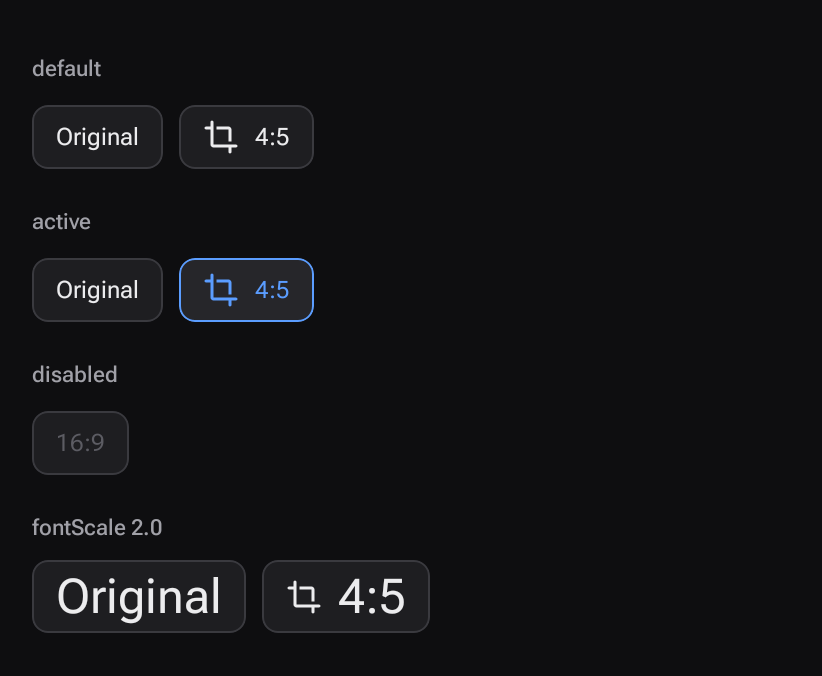 default
Original 4:5
active
Original 4:5
disabled
16:9
fontScale 2.0
Original 4:5